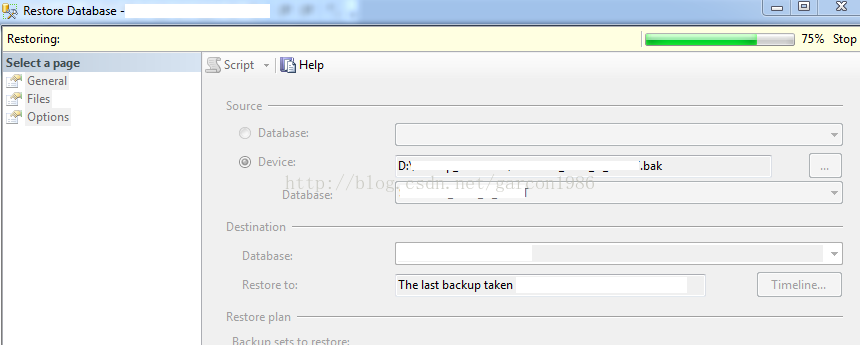 Restore Database -
Restoring: 75% Stop
Select a page
Script Help
General
Files
Options
Source
Database:
Device: D:\ .bak ...
http://blog.csdn.net/garcon1986
Database:
Destination
Database:
Restore to: The last backup taken Timeline...
Restore plan
Backup sets to restore: